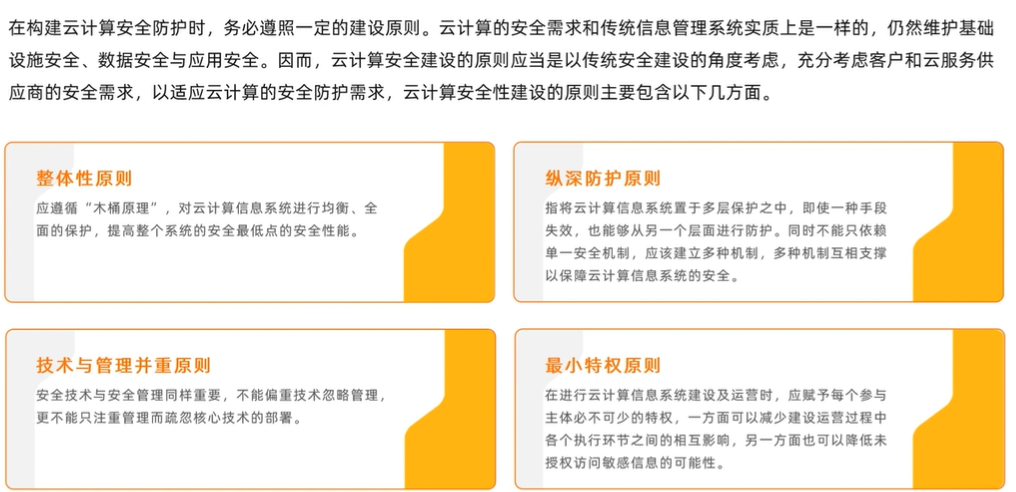 在构建云计算安全防护时，务必遵照一定的建设原则。云计算的安全需求和传统信息管理系统实质上是一样的，仍然维护基础
设施安全、数据安全与应用安全。因而，云计算安全建设的原则应当是以传统安全建设的角度考虑，充分考虑客户和云服务供
应商的安全需求，以适应云计算的安全防护需求，云计算安全性建设的原则主要包含以下几方面。
整体性原则
应遵循“木桶原理”，对云计算信息系统进行均衡、全
面的保护，提高整个系统的安全最低点的安全性能。
纵深防护原则
指将云计算信息系统置于多层保护之中，即使一种手段
失效，也能够从另一个层面进行防护。同时不能只依赖
单一安全机制，应该建立多种机制，多种机制互相支撑
以保障云计算信息系统的安全。
技术与管理并重原则
安全技术与安全管理同样重要，不能偏重技术忽略管理，
更不能只注重管理而疏忽核心技术的部署。
最小特权原则
在进行云计算信息系统建设及运营时，应赋予每个参与
主体必不可少的特权，一方面可以减少建设运营过程中
各个执行环节之间的相互影响，另一方面也可以降低未
授权访问敏感信息的可能性。